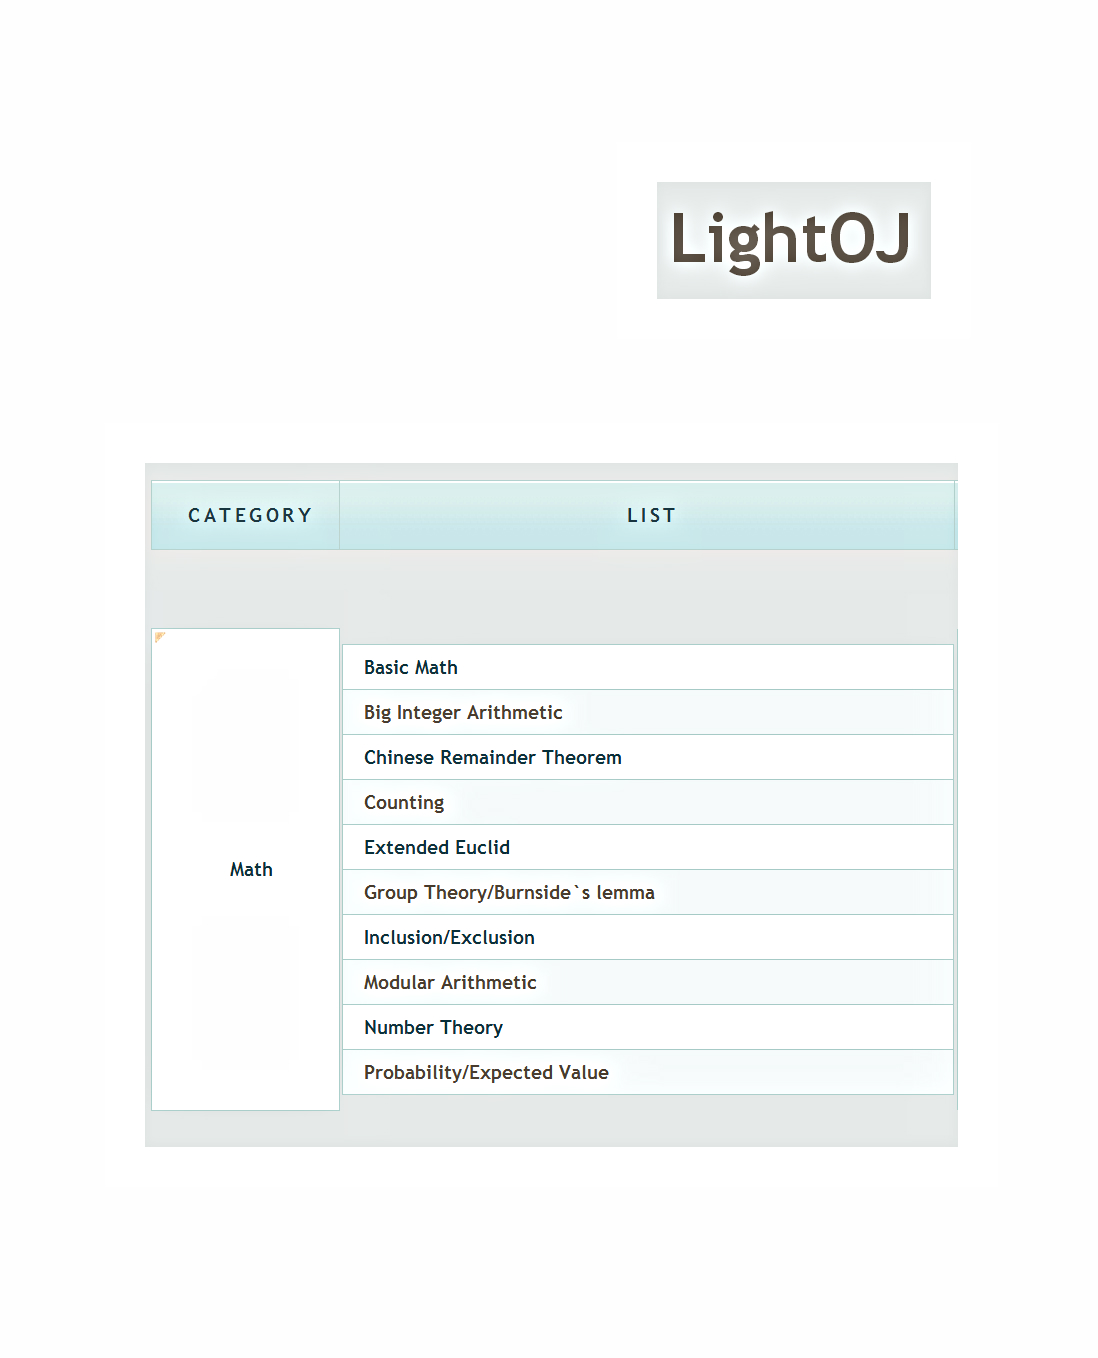 LightOJ
CATEGORY LIST
Basic Math
Big Integer Arithmetic
Chinese Remainder Theorem
Counting
Extended Euclid
Math
Group Theory/Burnside`s lemma
Inclusion/Exclusion
Modular Arithmetic
Number Theory
Probability/Expected Value